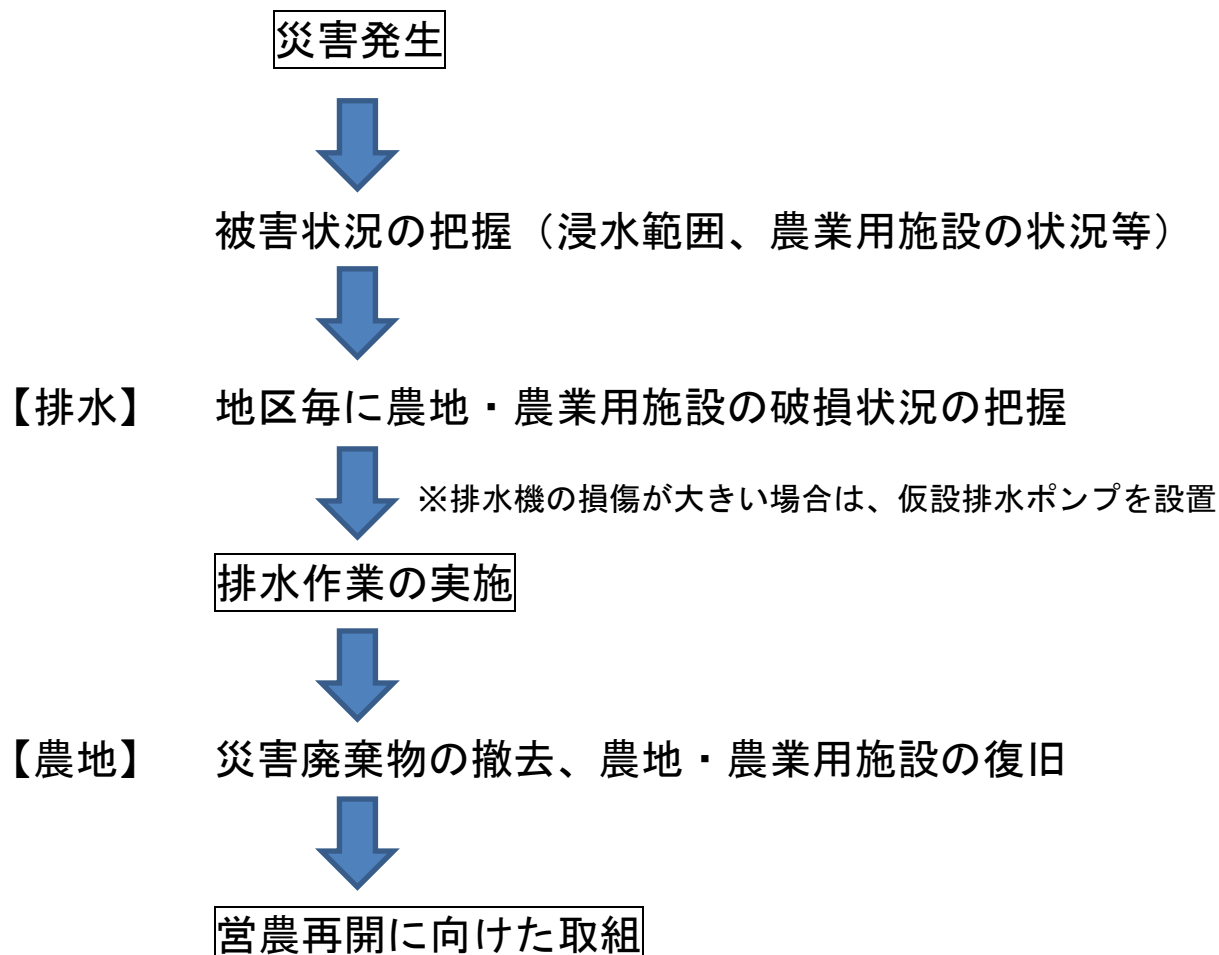 災害発生
被害状況の把握（浸水範囲、農業用施設の状況等）
【排水】 地区毎に農地・農業用施設の破損状況の把握
※排水機の損傷が大きい場合は、仮設排水ポンプを設置
排水作業の実施
【農地】 災害廃棄物の撤去、農地・農業用施設の復旧
営農再開に向けた取組